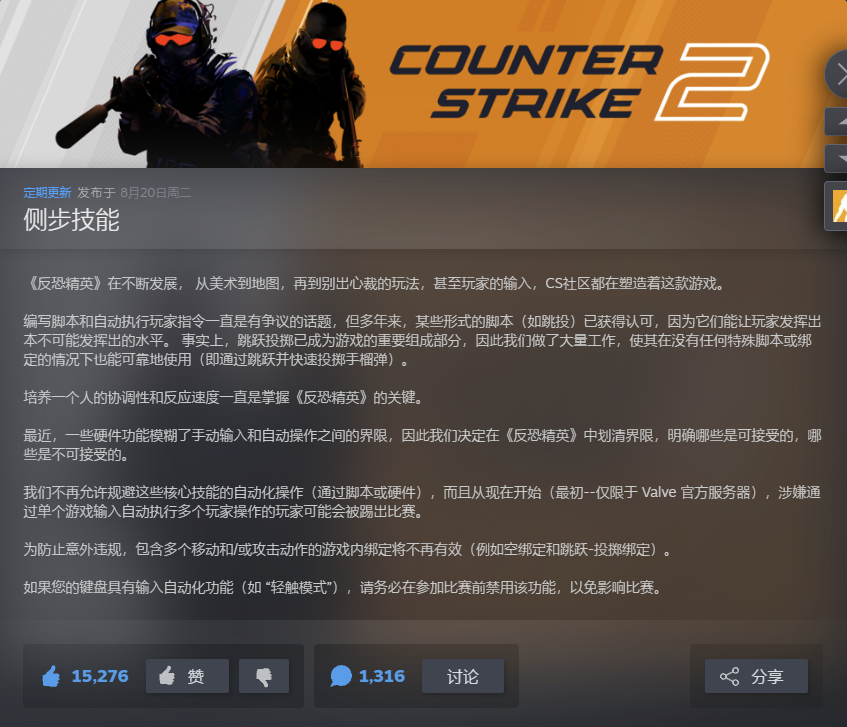 COUNTER
STRIKE 2
定期更新 发布于 8月20日周二
侧步技能
《反恐精英》在不断发展， 从美术到地图，再到别出心裁的玩法，甚至玩家的输入，CS社区都在塑造着这款游戏。
编写脚本和自动执行玩家指令一直是有争议的话题，但多年来，某些形式的脚本（如跳投）已获得认可，因为它们能让玩家发挥出
本不可能发挥出的水平。 事实上，跳跃投掷已成为游戏的重要组成部分，因此我们做了大量工作，使其在没有任何特殊脚本或绑
定的情况下也能可靠地使用（即通过跳跃并快速投掷手榴弹）。
培养一个人的协调性和反应速度一直是掌握《反恐精英》的关键。
最近，一些硬件功能模糊了手动输入和自动操作之间的界限，因此我们决定在《反恐精英》中划清界限，明确哪些是可接受的，哪
些是不可接受的。
我们不再允许规避这些核心技能的自动化操作（通过脚本或硬件），而且从现在开始（最初--仅限于 Valve 官方服务器），涉嫌通
过单个游戏输入自动执行多个玩家操作的玩家可能会被踢出比赛。
为防止意外违规，包含多个移动和/或攻击动作的游戏内绑定将不再有效（例如空绑定和跳跃-投掷绑定）。
如果您的键盘具有输入自动化功能（如 “轻触模式”），请务必在参加比赛前禁用该功能，以免影响比赛。
15,276 赞 1,316 讨论 分享